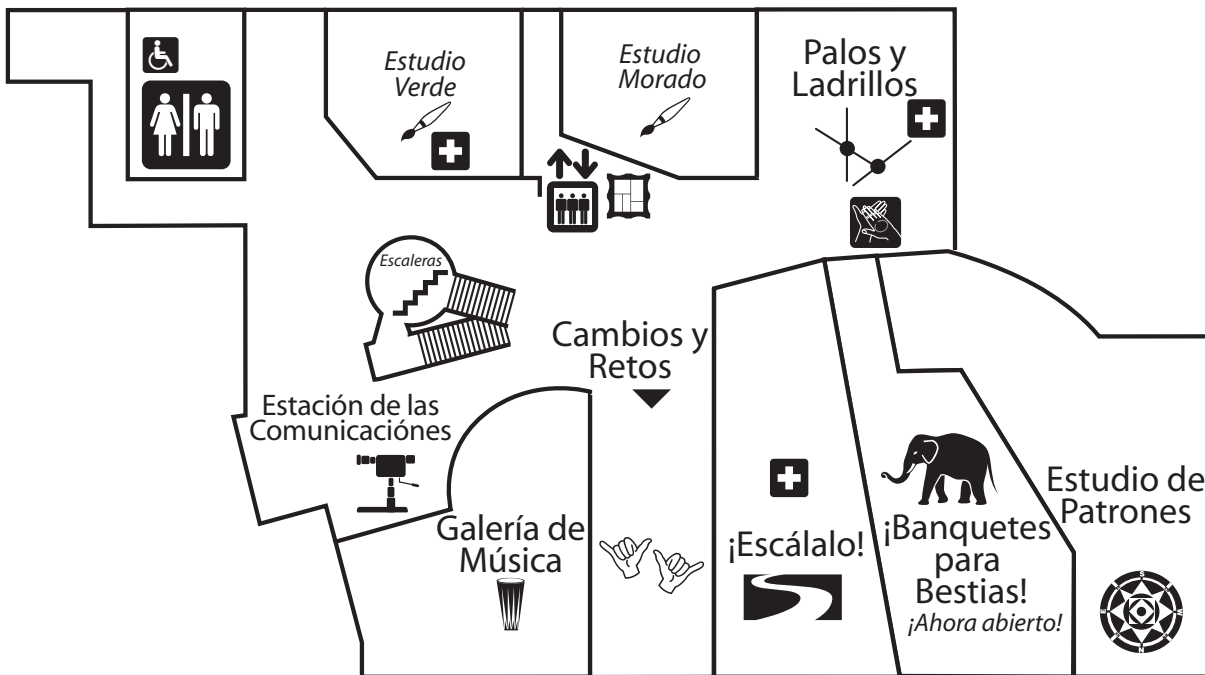 Estudio
Verde
Estudio
Morado
Palos y
Ladrillos
Escaleras
Cambios y
Retos
Estación de las
Comunicaciónes
Galería de
Música
¡Escálalo!
¡Banquetes
para
Bestias!
¡Ahora abierto!
Estudio de
Patrones
S
E
W
N